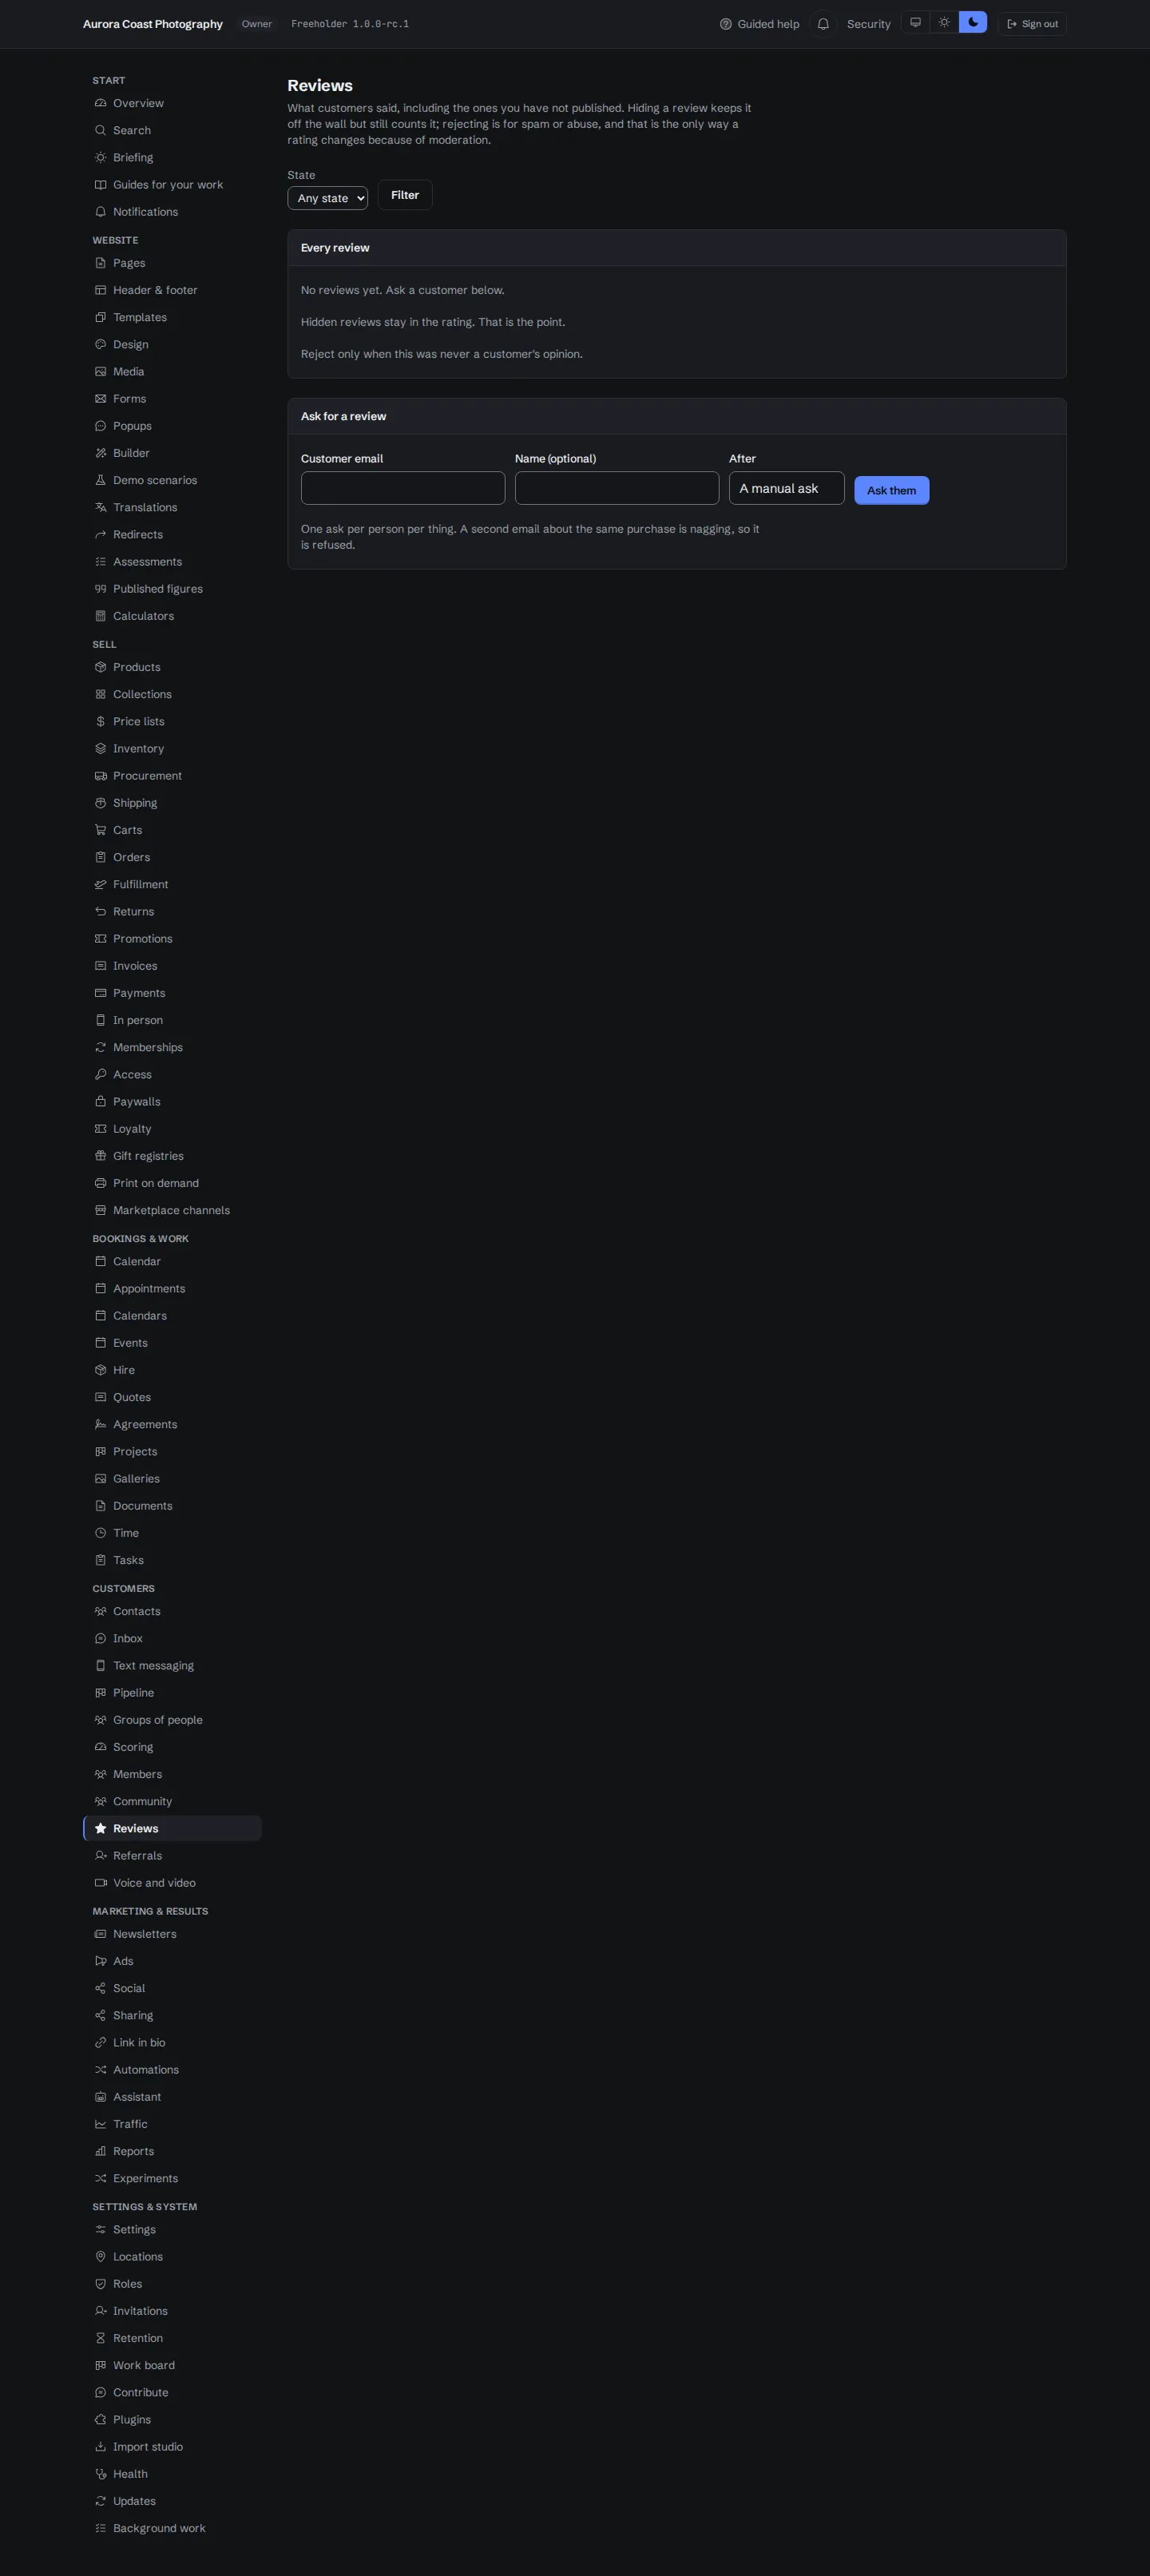 Aurora Coast Photography Owner Freeholder 1.0.0-rc.1 Guided help Security Sign out
START
Overview
Search
Briefing
Guides for your work
Notifications
WEBSITE
Pages
Header & footer
Templates
Design
Media
Forms
Popups
Builder
Demo scenarios
Translations
Redirects
Assessments
Published figures
Calculators
SELL
Products
Collections
Price lists
Inventory
Procurement
Shipping
Carts
Orders
Fulfillment
Returns
Promotions
Invoices
Payments
In person
Memberships
Access
Paywalls
Loyalty
Gift registries
Print on demand
Marketplace channels
BOOKINGS & WORK
Calendar
Appointments
Calendars
Events
Hire
Quotes
Agreements
Projects
Galleries
Documents
Time
Tasks
CUSTOMERS
Contacts
Inbox
Text messaging
Pipeline
Groups of people
Scoring
Members
Community
Reviews
Referrals
Voice and video
MARKETING & RESULTS
Newsletters
Ads
Social
Sharing
Link in bio
Automations
Assistant
Traffic
Reports
Experiments
SETTINGS & SYSTEM
Settings
Locations
Roles
Invitations
Retention
Work board
Contribute
Plugins
Import studio
Health
Updates
Background work
Reviews
What customers said, including the ones you have not published. Hiding a review keeps it
off the wall but still counts it; rejecting is for spam or abuse, and that is the only way a
rating changes because of moderation.
State
Any state Filter
Every review
No reviews yet. Ask a customer below.
Hidden reviews stay in the rating. That is the point.
Reject only when this was never a customer's opinion.
Ask for a review
Customer email Name (optional) After
A manual ask Ask them
One ask per person per thing. A second email about the same purchase is nagging, so it
is refused.